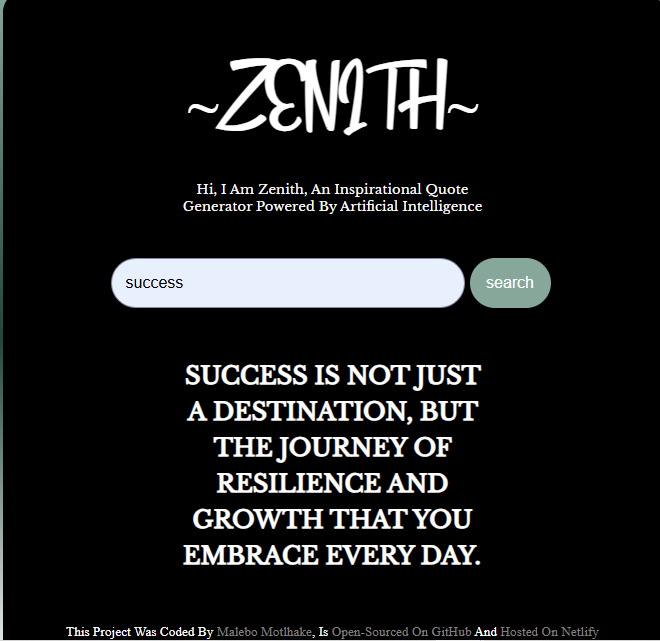 ~ZENITH~
Hi, I Am Zenith, An Inspirational Quote
Generator Powered By Artificial Intelligence
success
search
SUCCESS IS NOT JUST
A DESTINATION, BUT
THE JOURNEY OF
RESILIENCE AND
GROWTH THAT YOU
EMBRACE EVERY DAY.
This Project Was Coded By Malebo Motlhake, Is Open-Sourced On GitHub And Hosted On Netlify